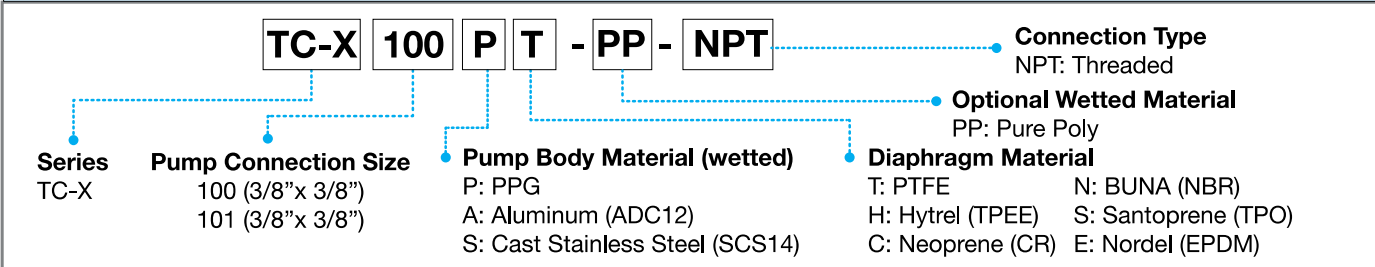 TC-X 100 P T - PP - NPT
Connection Type
NPT: Threaded
Optional Wetted Material
PP: Pure Poly
Series
TC-X
Pump Connection Size
100 (3/8”x 3/8”)
101 (3/8”x 3/8”)
Pump Body Material (wetted)
P: PPG
A: Aluminum (ADC12)
S: Cast Stainless Steel (SCS14)
Diaphragm Material
T: PTFE N: BUNA (NBR)
H: Hytrel (TPEE) S: Santoprene (TPO)
C: Neoprene (CR) E: Nordel (EPDM)